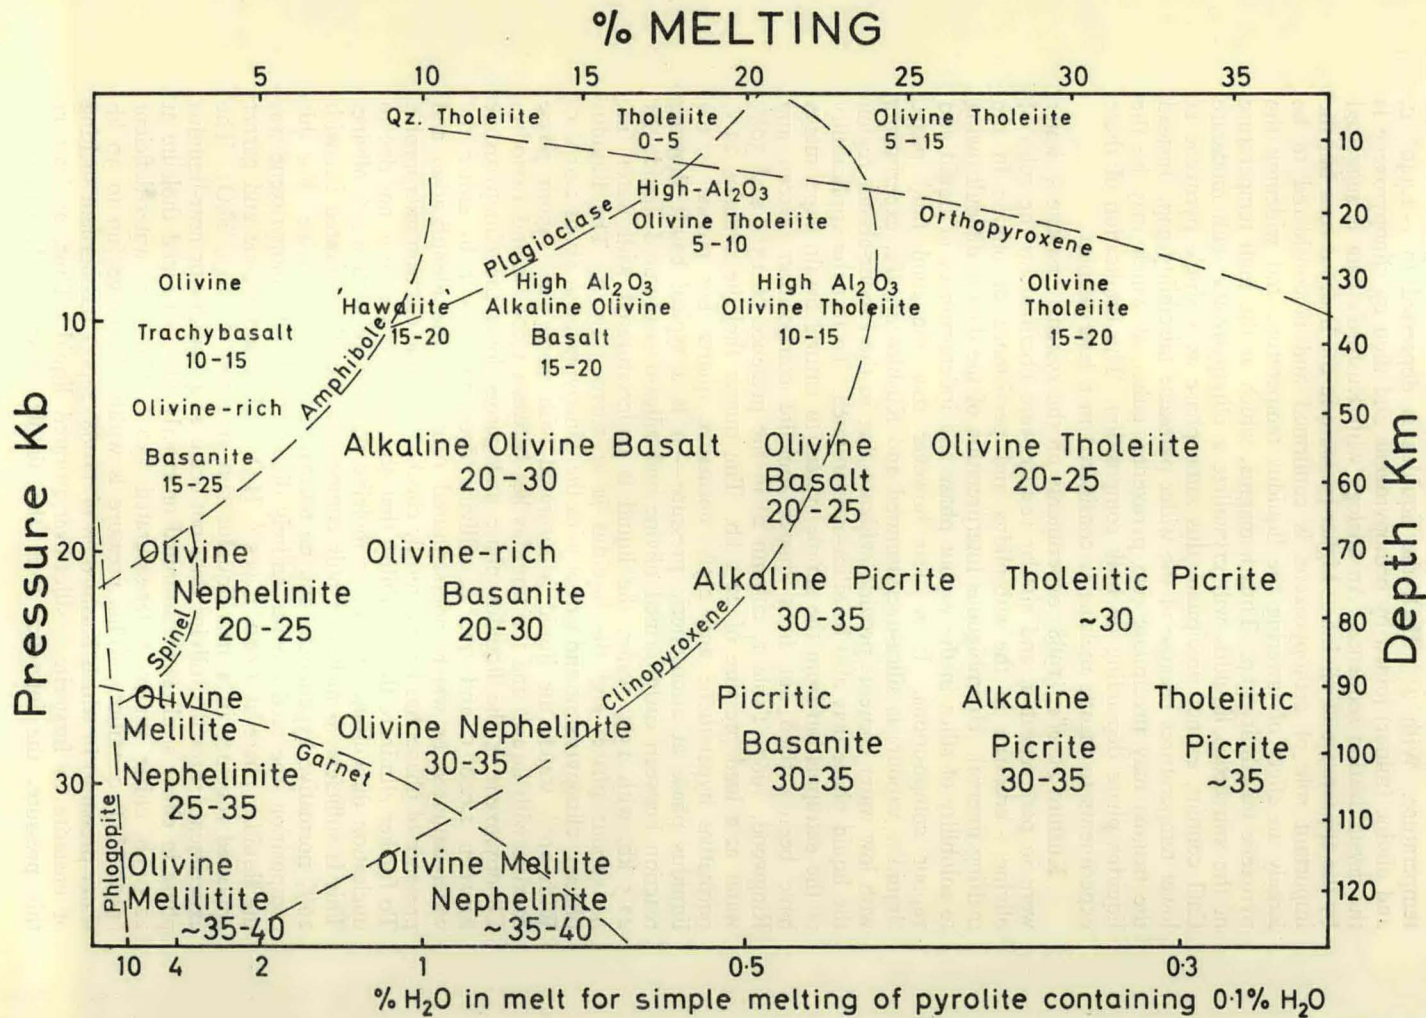 % MELTING
5 10 15 20 25 30 35
Qz. Tholeiite
Tholeiite
0-5
Olivine Tholeiite
5-15
High-Al₂O₃
Olivine Tholeiite
5-10
Plagioclase
Orthopyroxene
Olivine
Trachybasalt
10-15
'Hawaiite'
15-20
High Al₂O₃
Alkaline Olivine
Basalt
15-20
High Al₂O₃
Olivine Tholeiite
10-15
Olivine
Tholeiite
15-20
Amphibole
Olivine-rich
Basanite
15-25
Alkaline Olivine Basalt
20-30
Olivine
Basalt
20-25
Olivine Tholeiite
20-25
Olivine
Nephelinite
20-25
Olivine-rich
Basanite
20-30
Alkaline Picrite
30-35
Tholeiitic Picrite
~30
Spinel
Clinopyroxene
Olivine
Melilite
Nephelinite
25-35
Garnet
Olivine Nephelinite
30-35
Picritic
Basanite
30-35
Alkaline
Picrite
30-35
Tholeiitic
Picrite
~35
Phlogopite
Olivine
Melilitite
~35-40
Olivine Melilite
Nephelinite
~35-40
Pressure Kb
10
20
30
Depth Km
10
20
30
40
50
60
70
80
90
100
110
120
10 4 2 1 0·5 0·3
% H₂O in melt for simple melting of pyrolite containing 0·1% H₂O